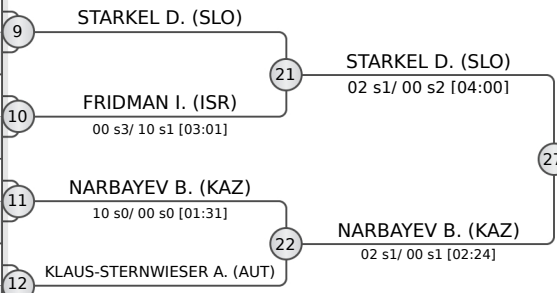 STARKEL D. (SLO)
9
STARKEL D. (SLO)
21
02 s1/ 00 s2 [04:00]
FRIDMAN I. (ISR)
10
00 s3/ 10 s1 [03:01]
27
NARBAYEV B. (KAZ)
11
10 s0/ 00 s0 [01:31]
NARBAYEV B. (KAZ)
22
02 s1/ 00 s1 [02:24]
KLAUS-STERNWIESER A. (AUT)
12